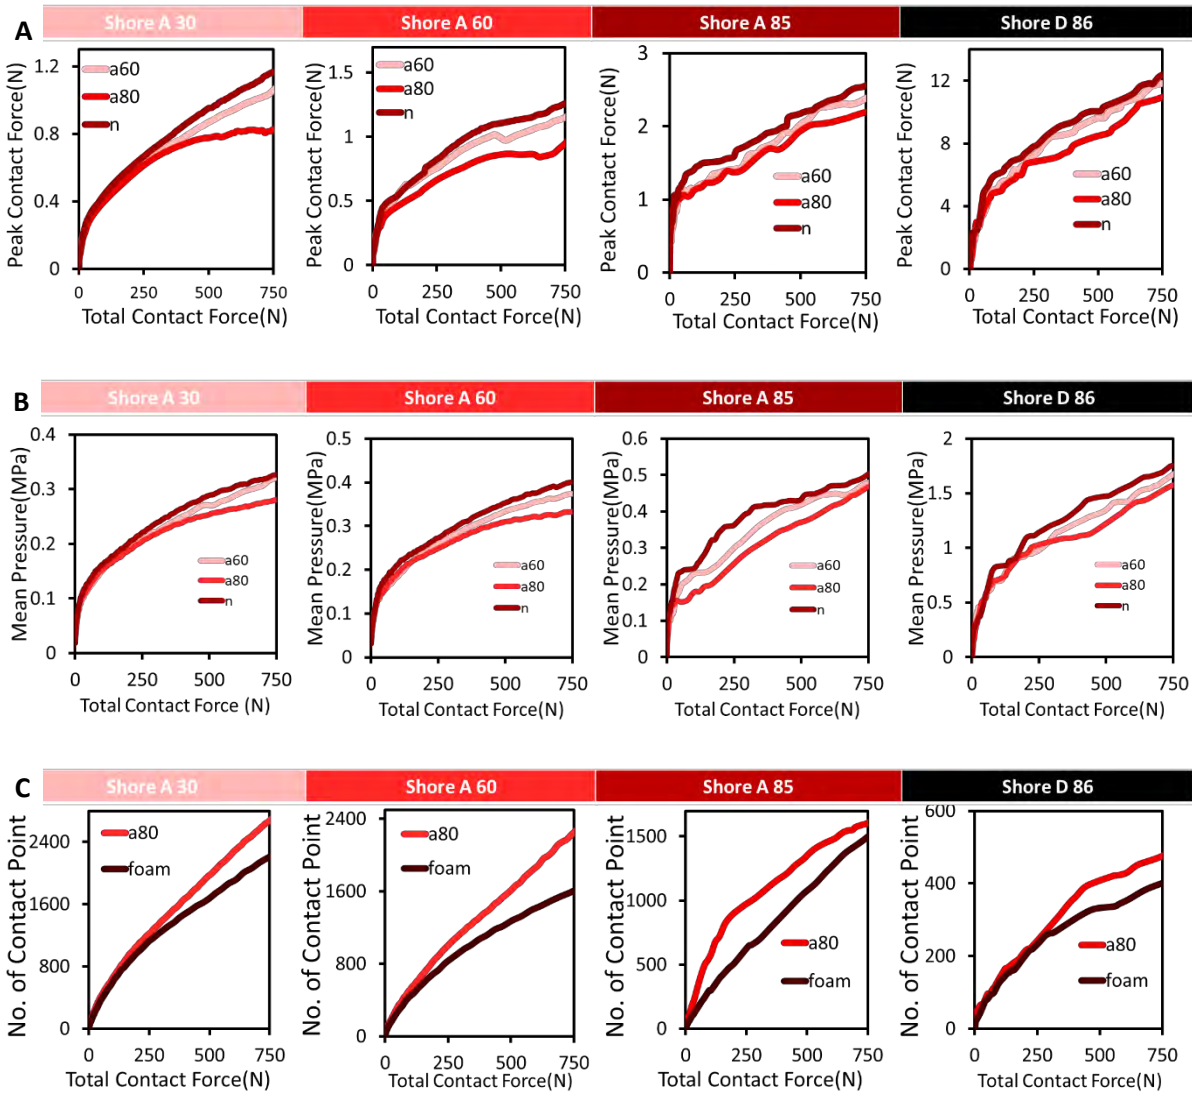 A
Shore A 30
Shore A 60
Shore A 85
Shore D 86
Peak Contact Force(N)
1.2
0.8
0.4
0
a60
a80
n
0 250 500 750
Total Contact Force(N)
Peak Contact Force(N)
1.5
1
0.5
0
a60
a80
n
0 250 500 750
Total Contact Force(N)
Peak Contact Force(N)
3
2
1
0
a60
a80
n
0 250 500 750
Total Contact Force(N)
Peak Contact Force(N)
12
8
4
0
a60
a80
n
0 250 500 750
Total Contact Force(N)
B
Shore A 30
Shore A 60
Shore A 85
Shore D 86
Mean Pressure(MPa)
0.4
0.3
0.2
0.1
0
a60
a80
n
0 250 500 750
Total Contact Force (N)
Mean Pressure(MPa)
0.5
0.4
0.3
0.2
0.1
0
a60
a80
n
0 250 500 750
Total Contact Force(N)
Mean Pressure(MPa)
0.6
0.5
0.4
0.3
0.2
0.1
0
a60
a80
n
0 250 500 750
Total Contact Force(N)
Mean Pressure(MPa)
2
1.5
1
0.5
0
a60
a80
n
0 250 500 750
Total Contact Force(N)
C
Shore A 30
Shore A 60
Shore A 85
Shore D 86
No. of Contact Point
2400
1600
800
0
a80
foam
0 250 500 750
Total Contact Force(N)
No. of Contact Point
2400
1600
800
0
a80
foam
0 250 500 750
Total Contact Force(N)
No. of Contact Point
1500
1000
500
0
a80
foam
0 250 500 750
Total Contact Force(N)
No. of Contact Point
600
400
200
0
a80
foam
0 250 500 750
Total Contact Force(N)